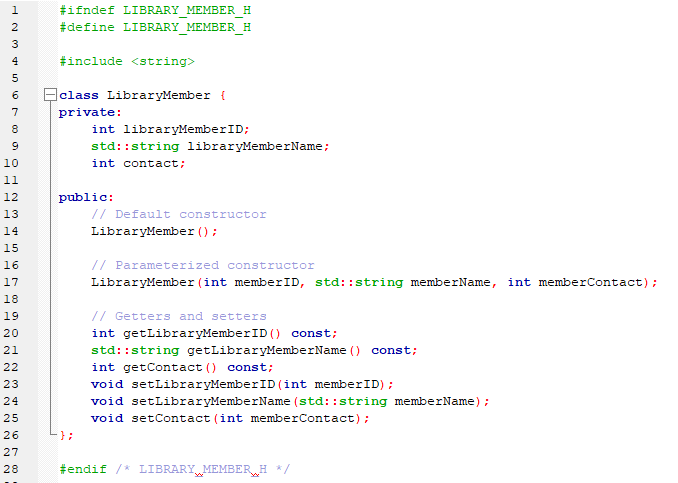 1 #ifndef LIBRARY_MEMBER_H
2 #define LIBRARY_MEMBER_H
3
4 #include <string>
5
6 class LibraryMember {
7 private:
8 int libraryMemberID;
9 std::string libraryMemberName;
10 int contact;
11
12 public:
13 // Default constructor
14 LibraryMember();
15
16 // Parameterized constructor
17 LibraryMember(int memberID, std::string memberName, int memberContact);
18
19 // Getters and setters
20 int getLibraryMemberID() const;
21 std::string getLibraryMemberName() const;
22 int getContact() const;
23 void setLibraryMemberID(int memberID);
24 void setLibraryMemberName(std::string memberName);
25 void setContact(int memberContact);
26 };
27
28 #endif /* LIBRARY_MEMBER_H */